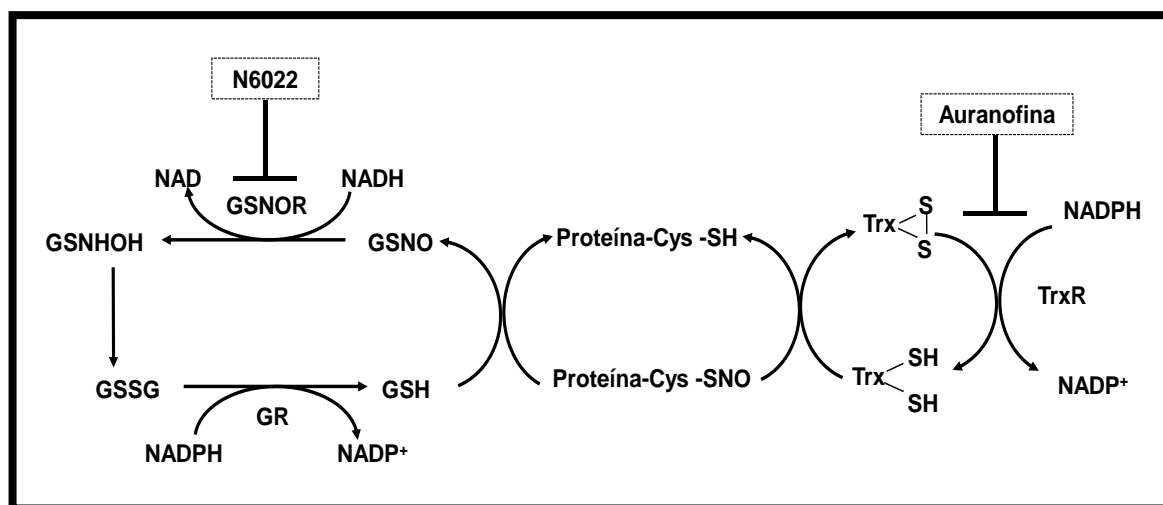 N6022
Auranofina
NAD
NADH
GSNOR
NADPH
GSNHOH
GSNO
Proteína-Cys -SH
Trx
S
S
TrxR
GSSG
GSH
Proteína-Cys -SNO
Trx
SH
SH
NADP+
GR
NADPH
NADP+